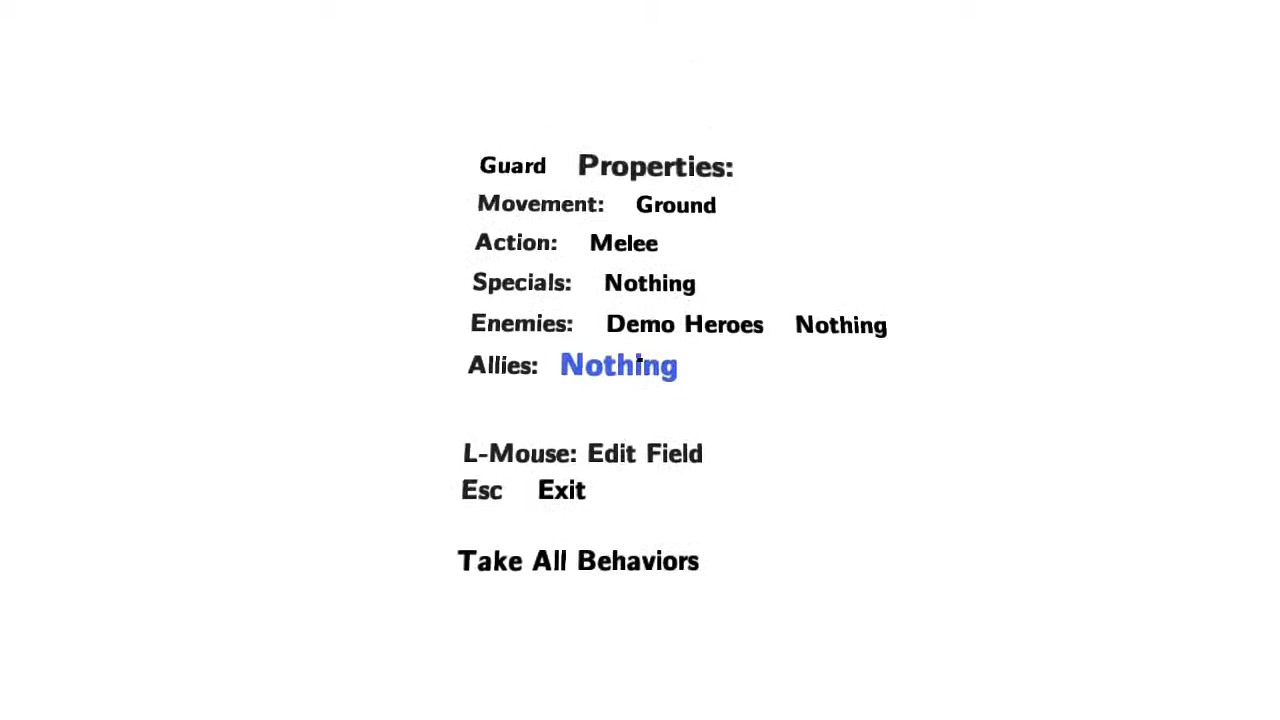 Guard Properties:
Movement: Ground
Action: Melee
Specials: Nothing
Enemies: Demo Heroes Nothing
Allies: Nothing
L-Mouse: Edit Field
Esc Exit
Take All Behaviors